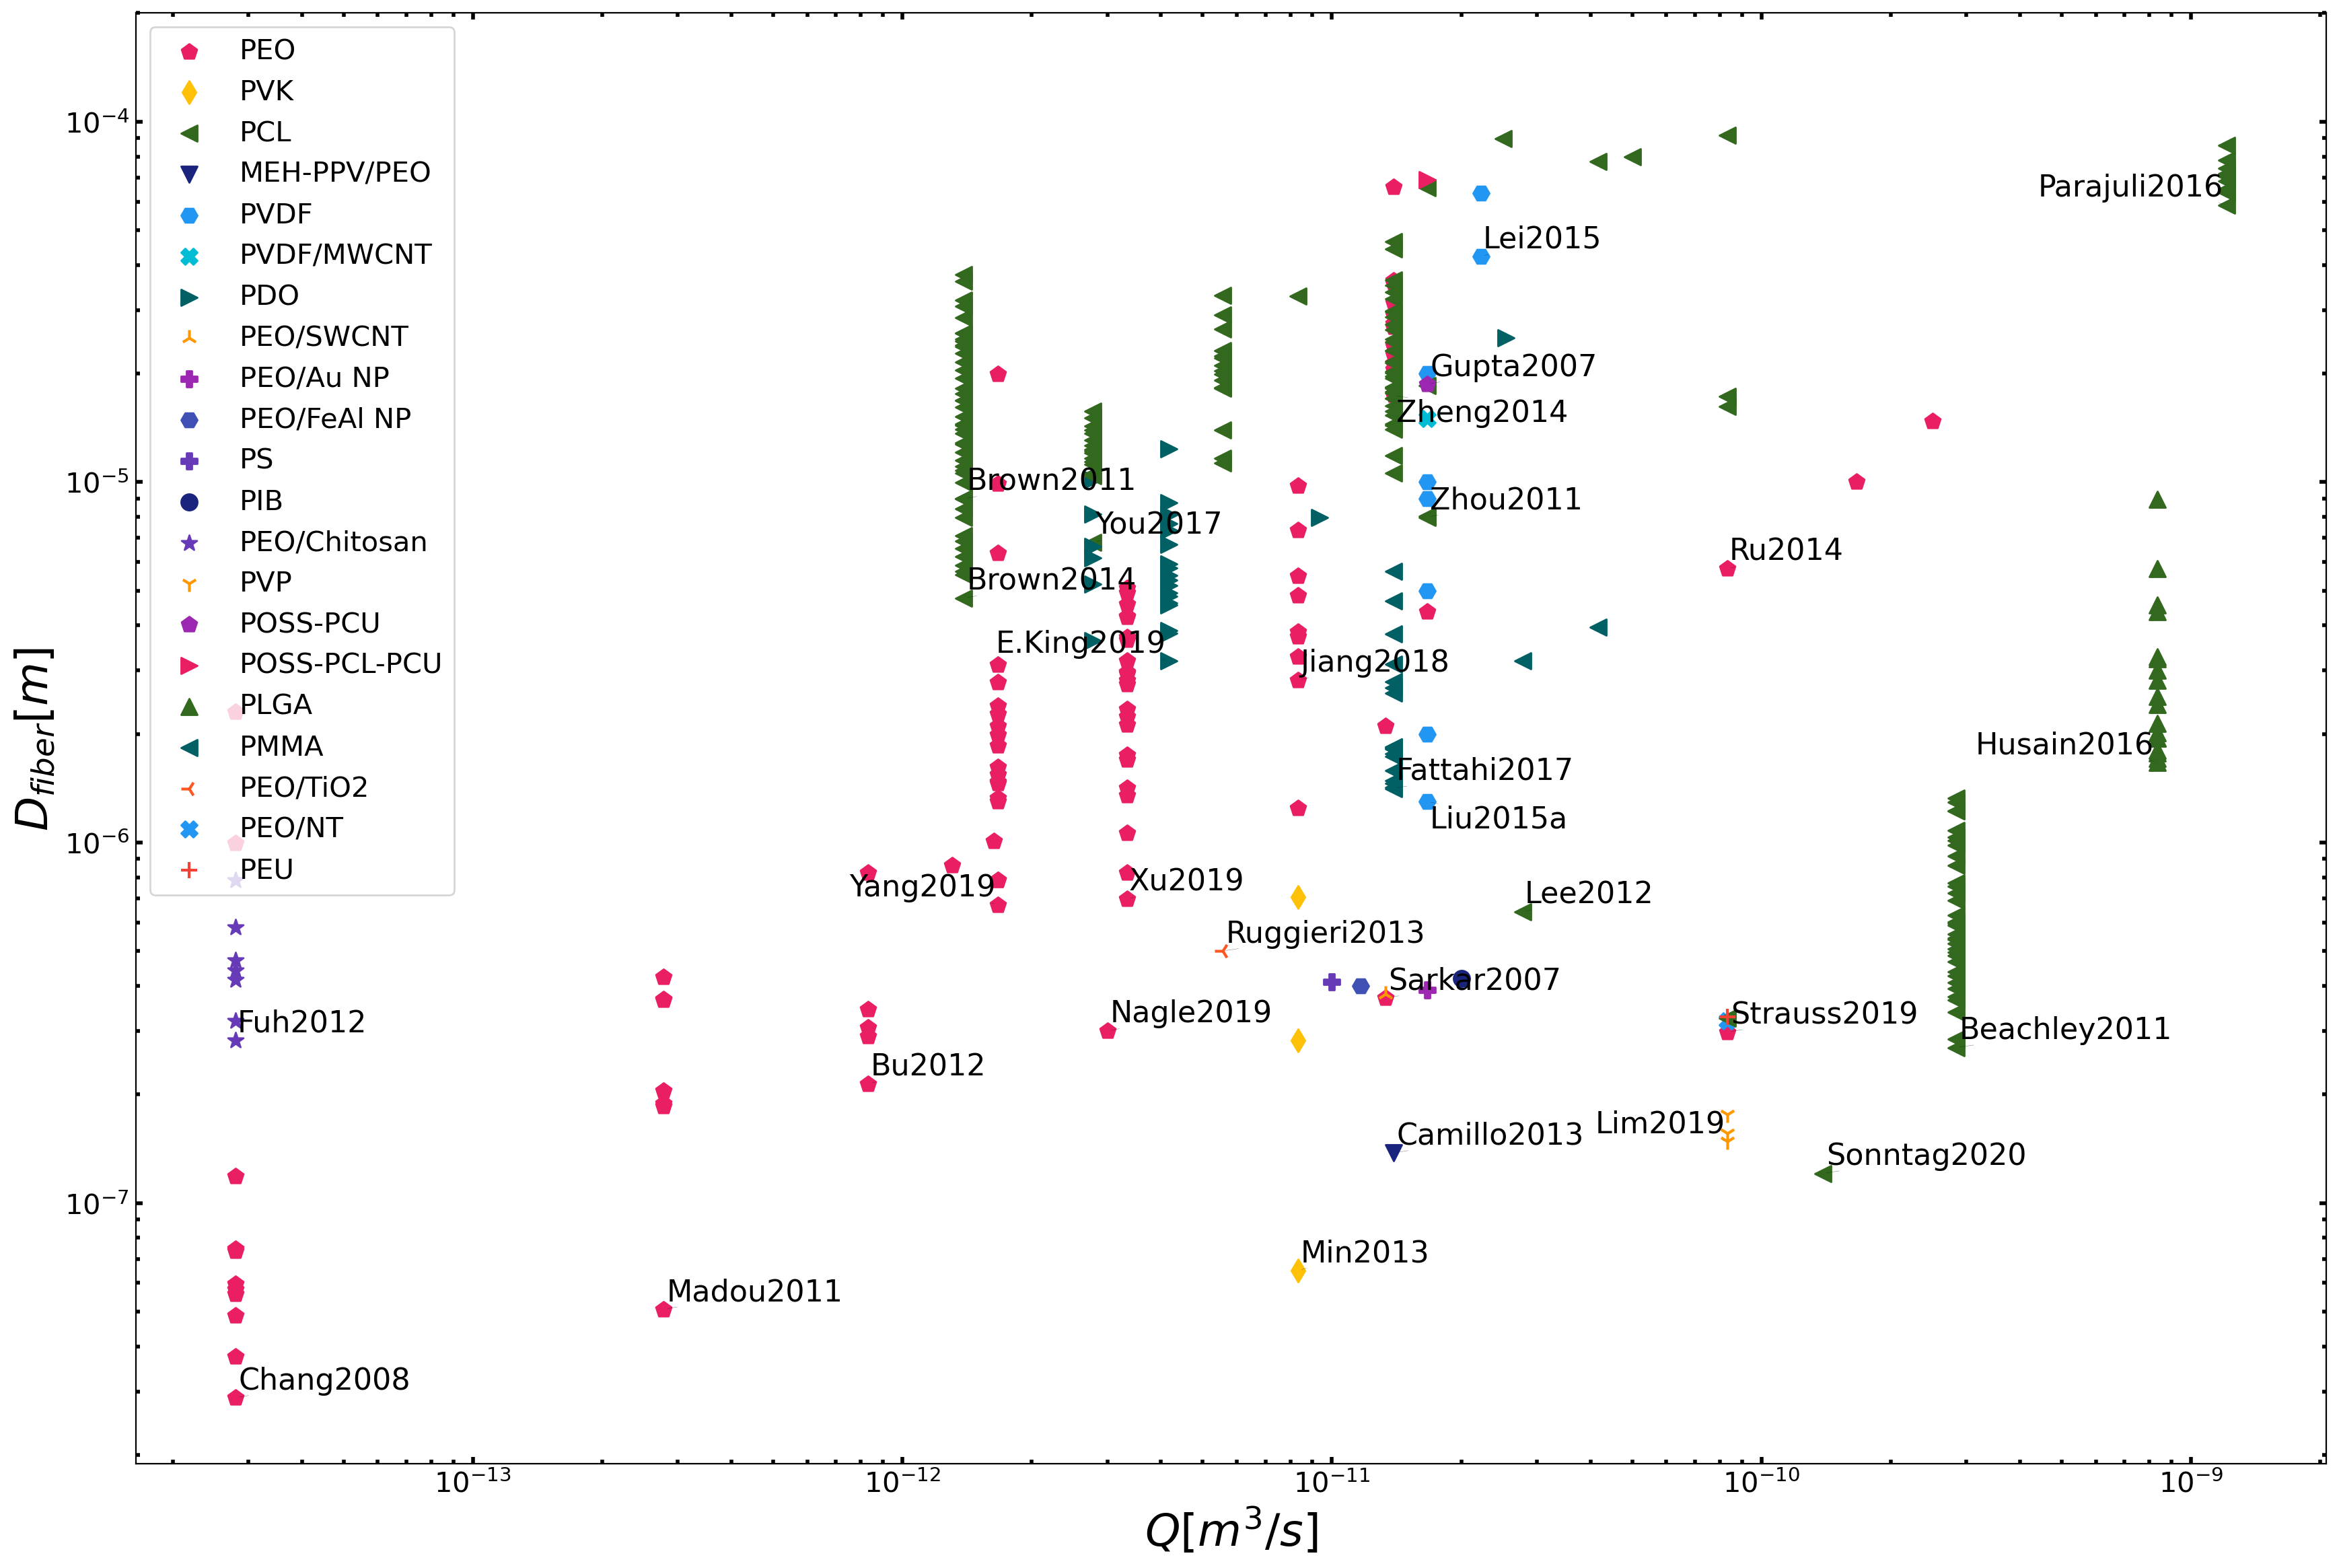 PEO
PVK
PCL
MEH-PPV/PEO
PVDF
PVDF/MWCNT
PDO
PEO/SWCNT
PEO/Au NP
PEO/FeAl NP
PS
PIB
PEO/Chitosan
PVP
POSS-PCU
POSS-PCL-PCU
PLGA
PMMA
PEO/TiO2
PEO/NT
PEU
10⁻⁴
10⁻⁵
10⁻⁶
10⁻⁷
D_fiber[m]
Parajuli2016
Lei2015
Gupta2007
Zheng2014
Brown2011
Zhou2011
You2017
Ru2014
Brown2014
E.King2019
Jiang2018
Husain2016
Fattahi2017
Liu2015a
Yang2019
Xu2019
Lee2012
Ruggieri2013
Sarkar2007
Fuh2012
Nagle2019
Strauss2019
Beachley2011
Bu2012
Camillo2013
Lim2019
Sonntag2020
Min2013
Madou2011
Chang2008
10⁻¹³
10⁻¹²
10⁻¹¹
10⁻¹⁰
10⁻⁹
Q[m³/s]